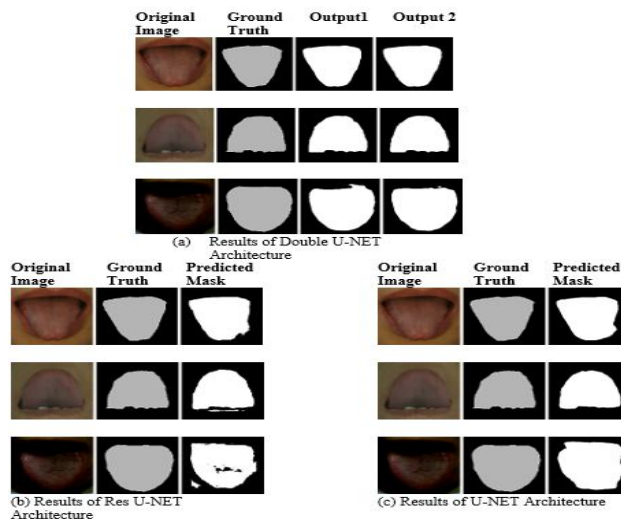 Original Image Ground Truth Output1 Output 2
(a) Results of Double U-NET Architecture
Original Image Ground Truth Predicted Mask
(b) Results of Res U-NET Architecture
Original Image Ground Truth Predicted Mask
(c) Results of U-NET Architecture